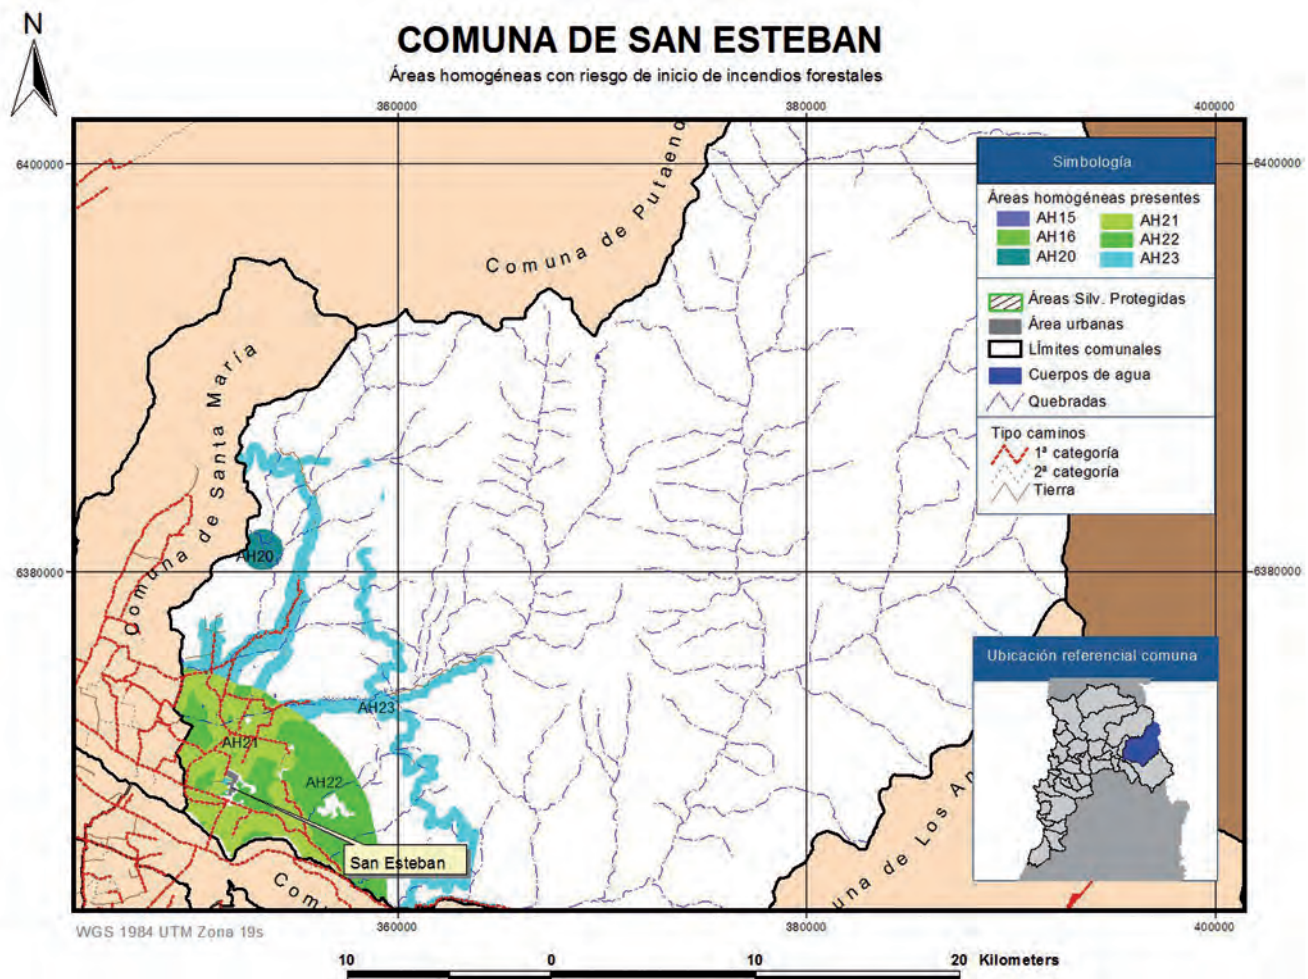 N
COMUNA DE SAN ESTEBAN
Áreas homogéneas con riesgo de inicio de incendios forestales
360000 380000 400000
6400000 6400000
Simbología
Áreas homogéneas presentes
AH15 AH21
AH16 AH22
AH20 AH23
Áreas Silv. Protegidas
Área urbanas
LÍmites comunales
Cuerpos de agua
Quebradas
Tipo caminos
1ª categoría
2ª categoría
Tierra
Comuna de Putaeno
Comuna de Santa María
AH20
6380000 6380000
Ubicación referencial comuna
AH23
AH21
AH22
San Esteban
Com
una de Los An
360000 380000 400000
WGS 1984 UTM Zona 19s
10 0 10 20 Kilometers